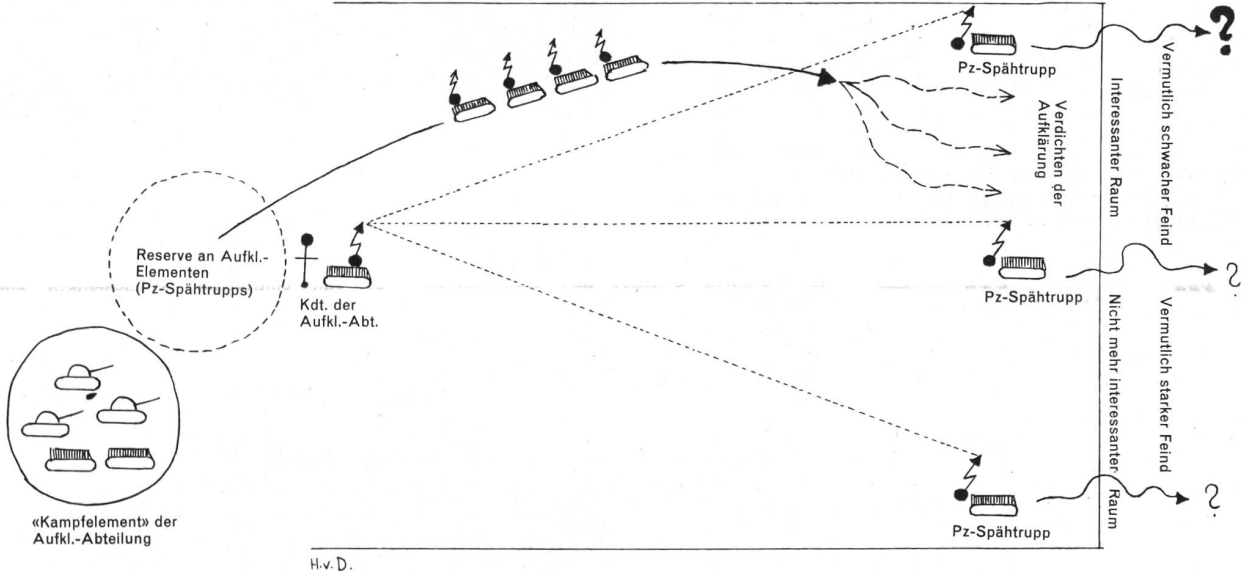 ?
Pz-Spähtrupp
Vermutlich schwacher Feind
Interessanter Raum
Verdichten der
Aufklärung
Reserve an Aufkl.-
Elementen
(Pz-Spähtrupps)
Kdt. der
Aufkl.-Abt.
Pz-Spähtrupp
?
Nicht mehr interessanter Raum
Vermutlich starker Feind
?
Pz-Spähtrupp
«Kampfelement» der
Aufkl.-Abteilung
H.v.D.